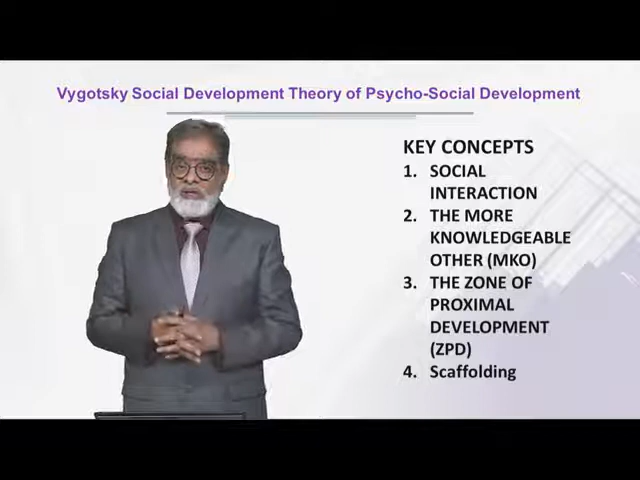 Vygotsky Social Development Theory of Psycho-Social Development
KEY CONCEPTS
1. SOCIAL
INTERACTION
2. THE MORE
KNOWLEDGEABLE
OTHER (MKO)
3. THE ZONE OF
PROXIMAL
DEVELOPMENT
(ZPD)
4. Scaffolding